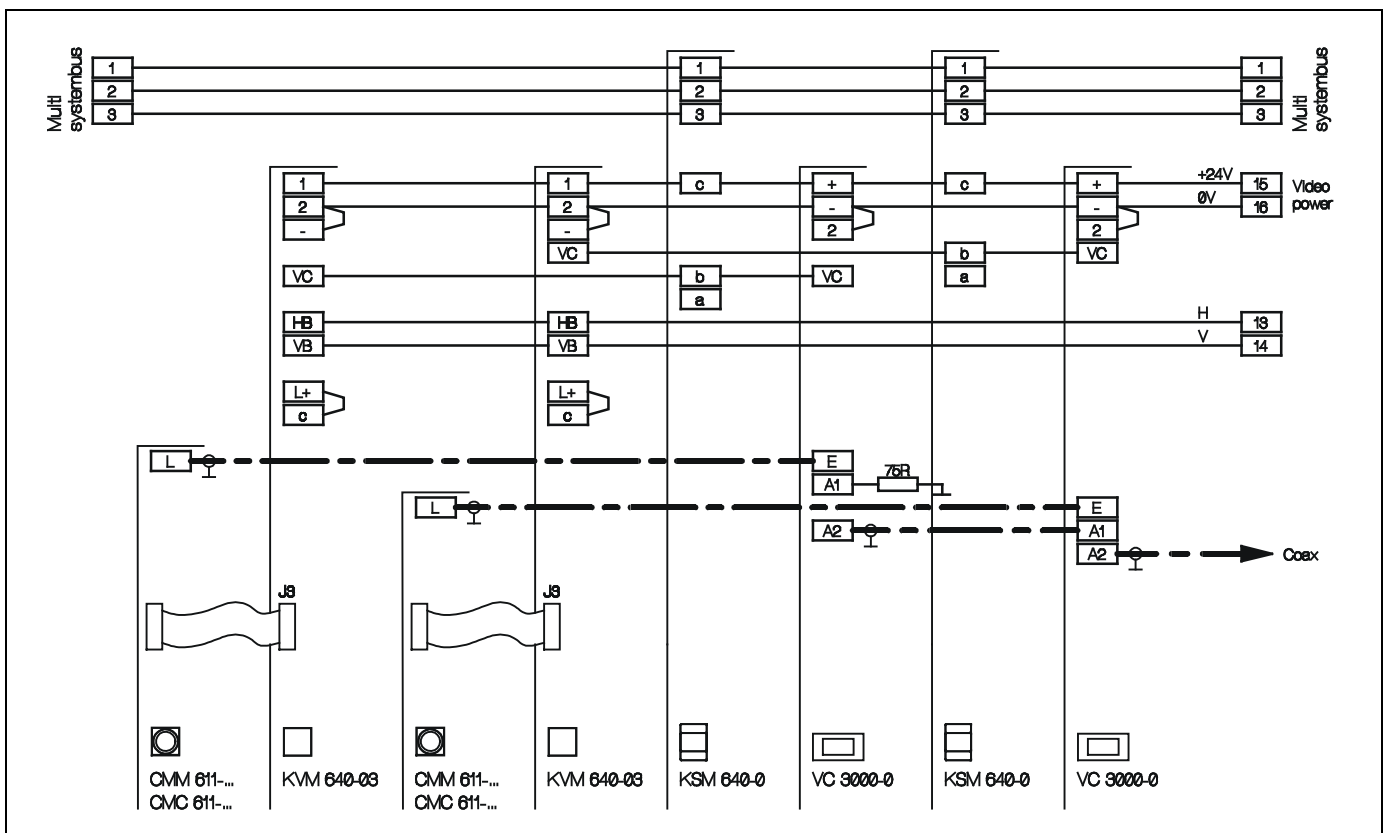 Multi
systembus
1 1 1 1
2 2 2 2
3 3 3 3
Multi
systembus
1 1 c + c + +24V 15 Video
2 2 - - 0V 16 power
- - 2 2
VC b VC
VC b VC a
a
HB HB H 13
VB VB V 14
L+ L+
c c
L E
A1 75R
L E
A2 A1
A2 Coax
J3 J3
CMM 611-... KVM 640-03 CMM 611-... KVM 640-03 KSM 640-0 VC 3000-0 KSM 640-0 VC 3000-0
CMC 611-... CMC 611-...